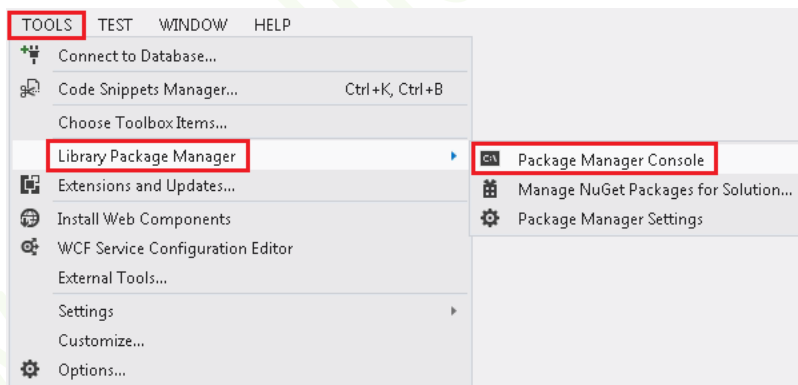 TOOLS TEST WINDOW HELP
Connect to Database...
Code Snippets Manager... Ctrl+K, Ctrl+B
Choose Toolbox Items...
Library Package Manager
Package Manager Console
Extensions and Updates...
Manage NuGet Packages for Solution...
Install Web Components
Package Manager Settings
WCF Service Configuration Editor
External Tools...
Settings
Customize...
Options...